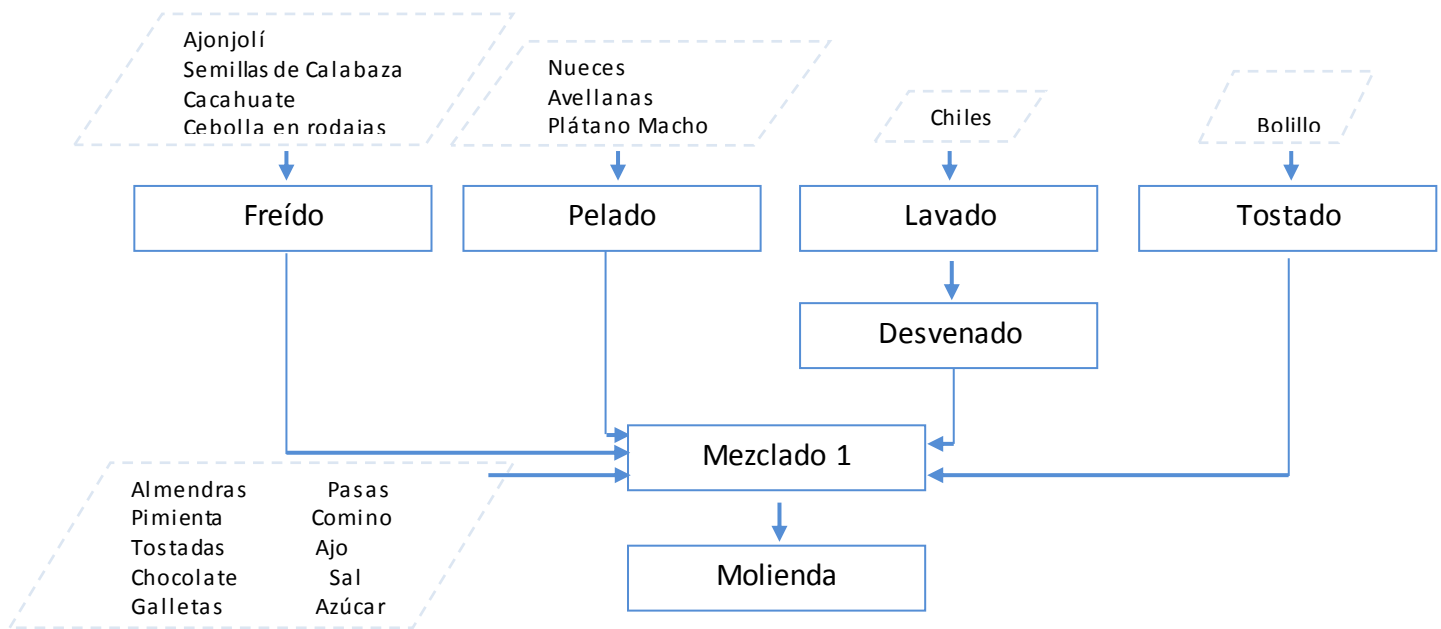 Ajonjolí
Semillas de Calabaza
Cacahuate
Cebolla en rodajas
Nueces
Avellanas
Plátano Macho
Chiles
Bolillo
Freído
Pelado
Lavado
Tostado
Desvenado
Mezclado 1
Almendras Pasas
Pimienta Comino
Tostadas Ajo
Chocolate Sal
Galletas Azúcar
Molienda